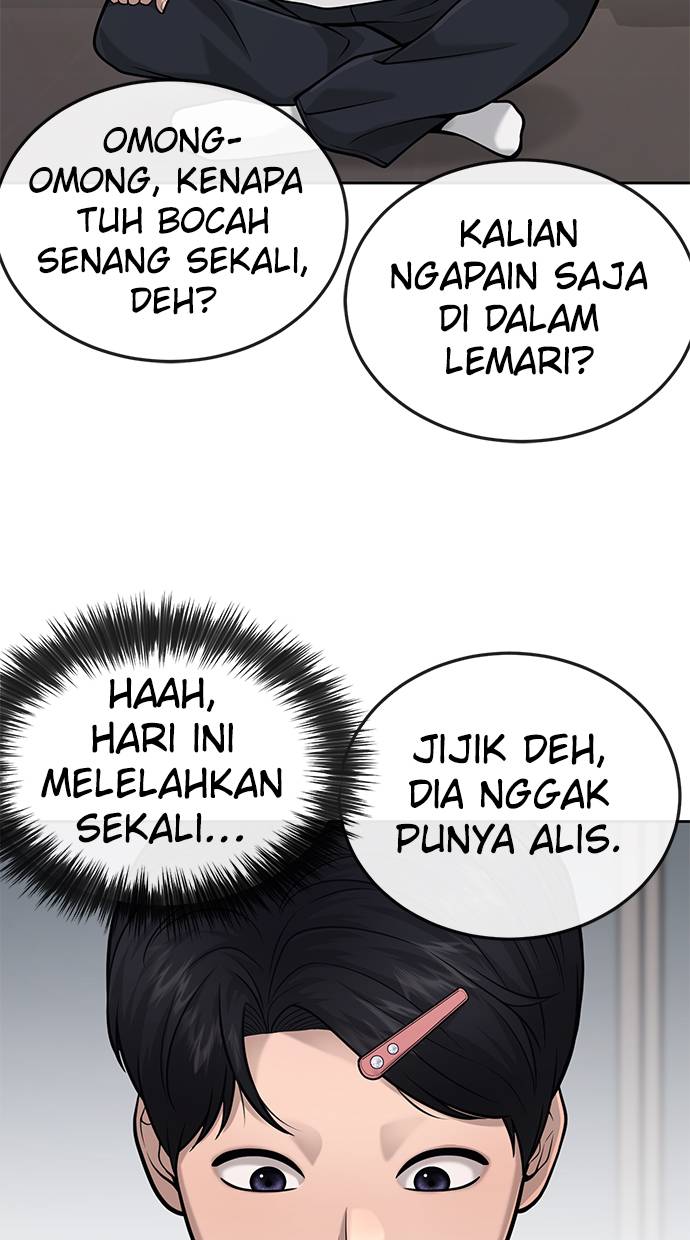 OMONG-
OMONG, KENAPA
TUH BOCAH
SENANG SEKALI,
DEH?
KALIAN
NGAPAIN SAJA
DI DALAM
LEMARI?
HAAH,
HARI INI
MELELAHKAN
SEKALI...
JIJIK DEH,
DIA NGGAK
PUNYA ALIS.